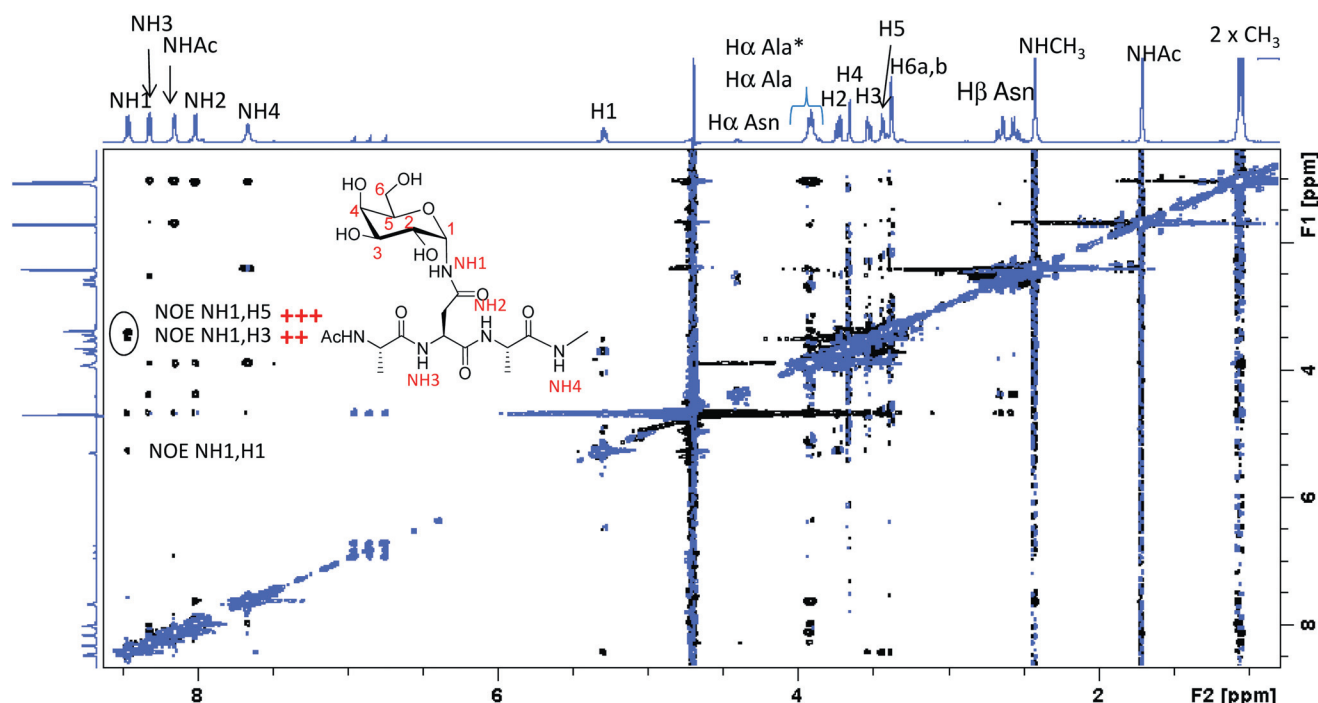 NH3
NHAc
NH1
NH2
NH4
H1
Hα Ala*
Hα Ala
Hα Asn
H2
H4
H3
H5
H6a,b
Hβ Asn
NHCH3
NHAc
2 x CH3
6
OH
HO
4
5
O
2
1
HO
3
HO
HN
NH1
O
NH2
NOE NH1,H5 +++
NOE NH1,H3 ++
AcHN
O
H
N
O
N
H
O
N
H
NH3
NH4
NOE NH1,H1
F1 [ppm]
4
6
8
8
6
4
2
F2 [ppm]